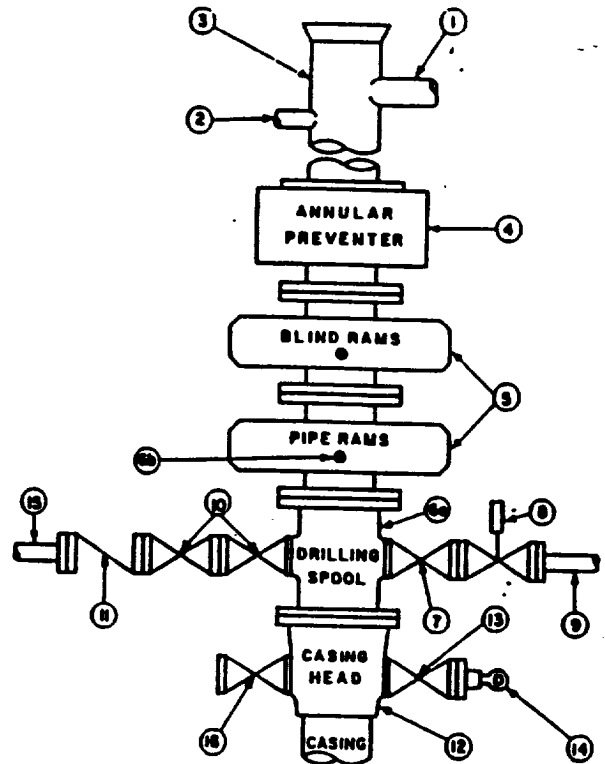 3
1
2
ANNULAR
PREVENTER
4
BLIND RAMS
5
PIPE RAMS
6b
6a
8
15
10
DRILLING
SPOOL
11
7
9
13
CASING
HEAD
16
12
14
CASING